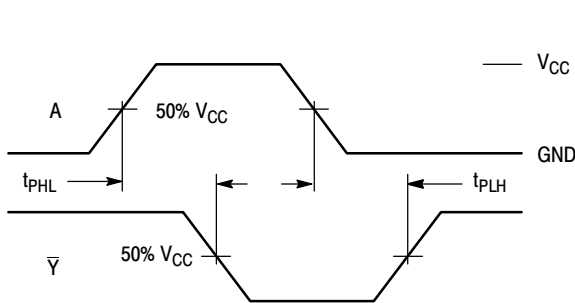 V_CC
A
50% V_CC
GND
t_PHL
t_PLH
50% V_CC
Y̅